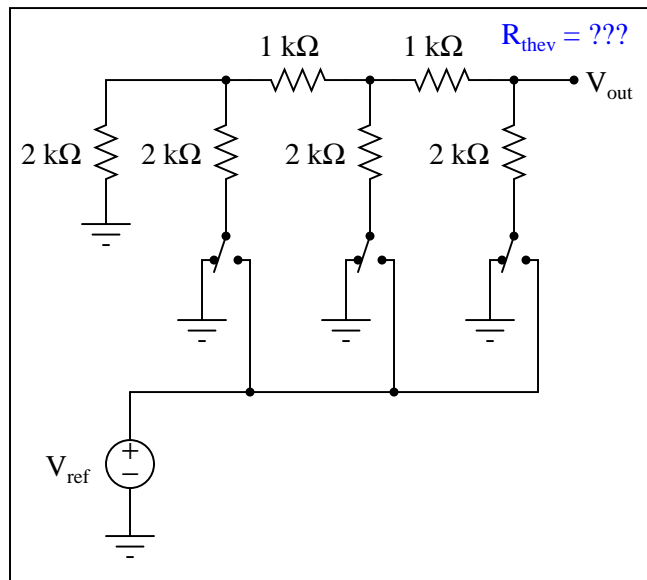 R_thev = ???
1 kΩ 1 kΩ
V_out
2 kΩ 2 kΩ 2 kΩ 2 kΩ
V_ref
+
−